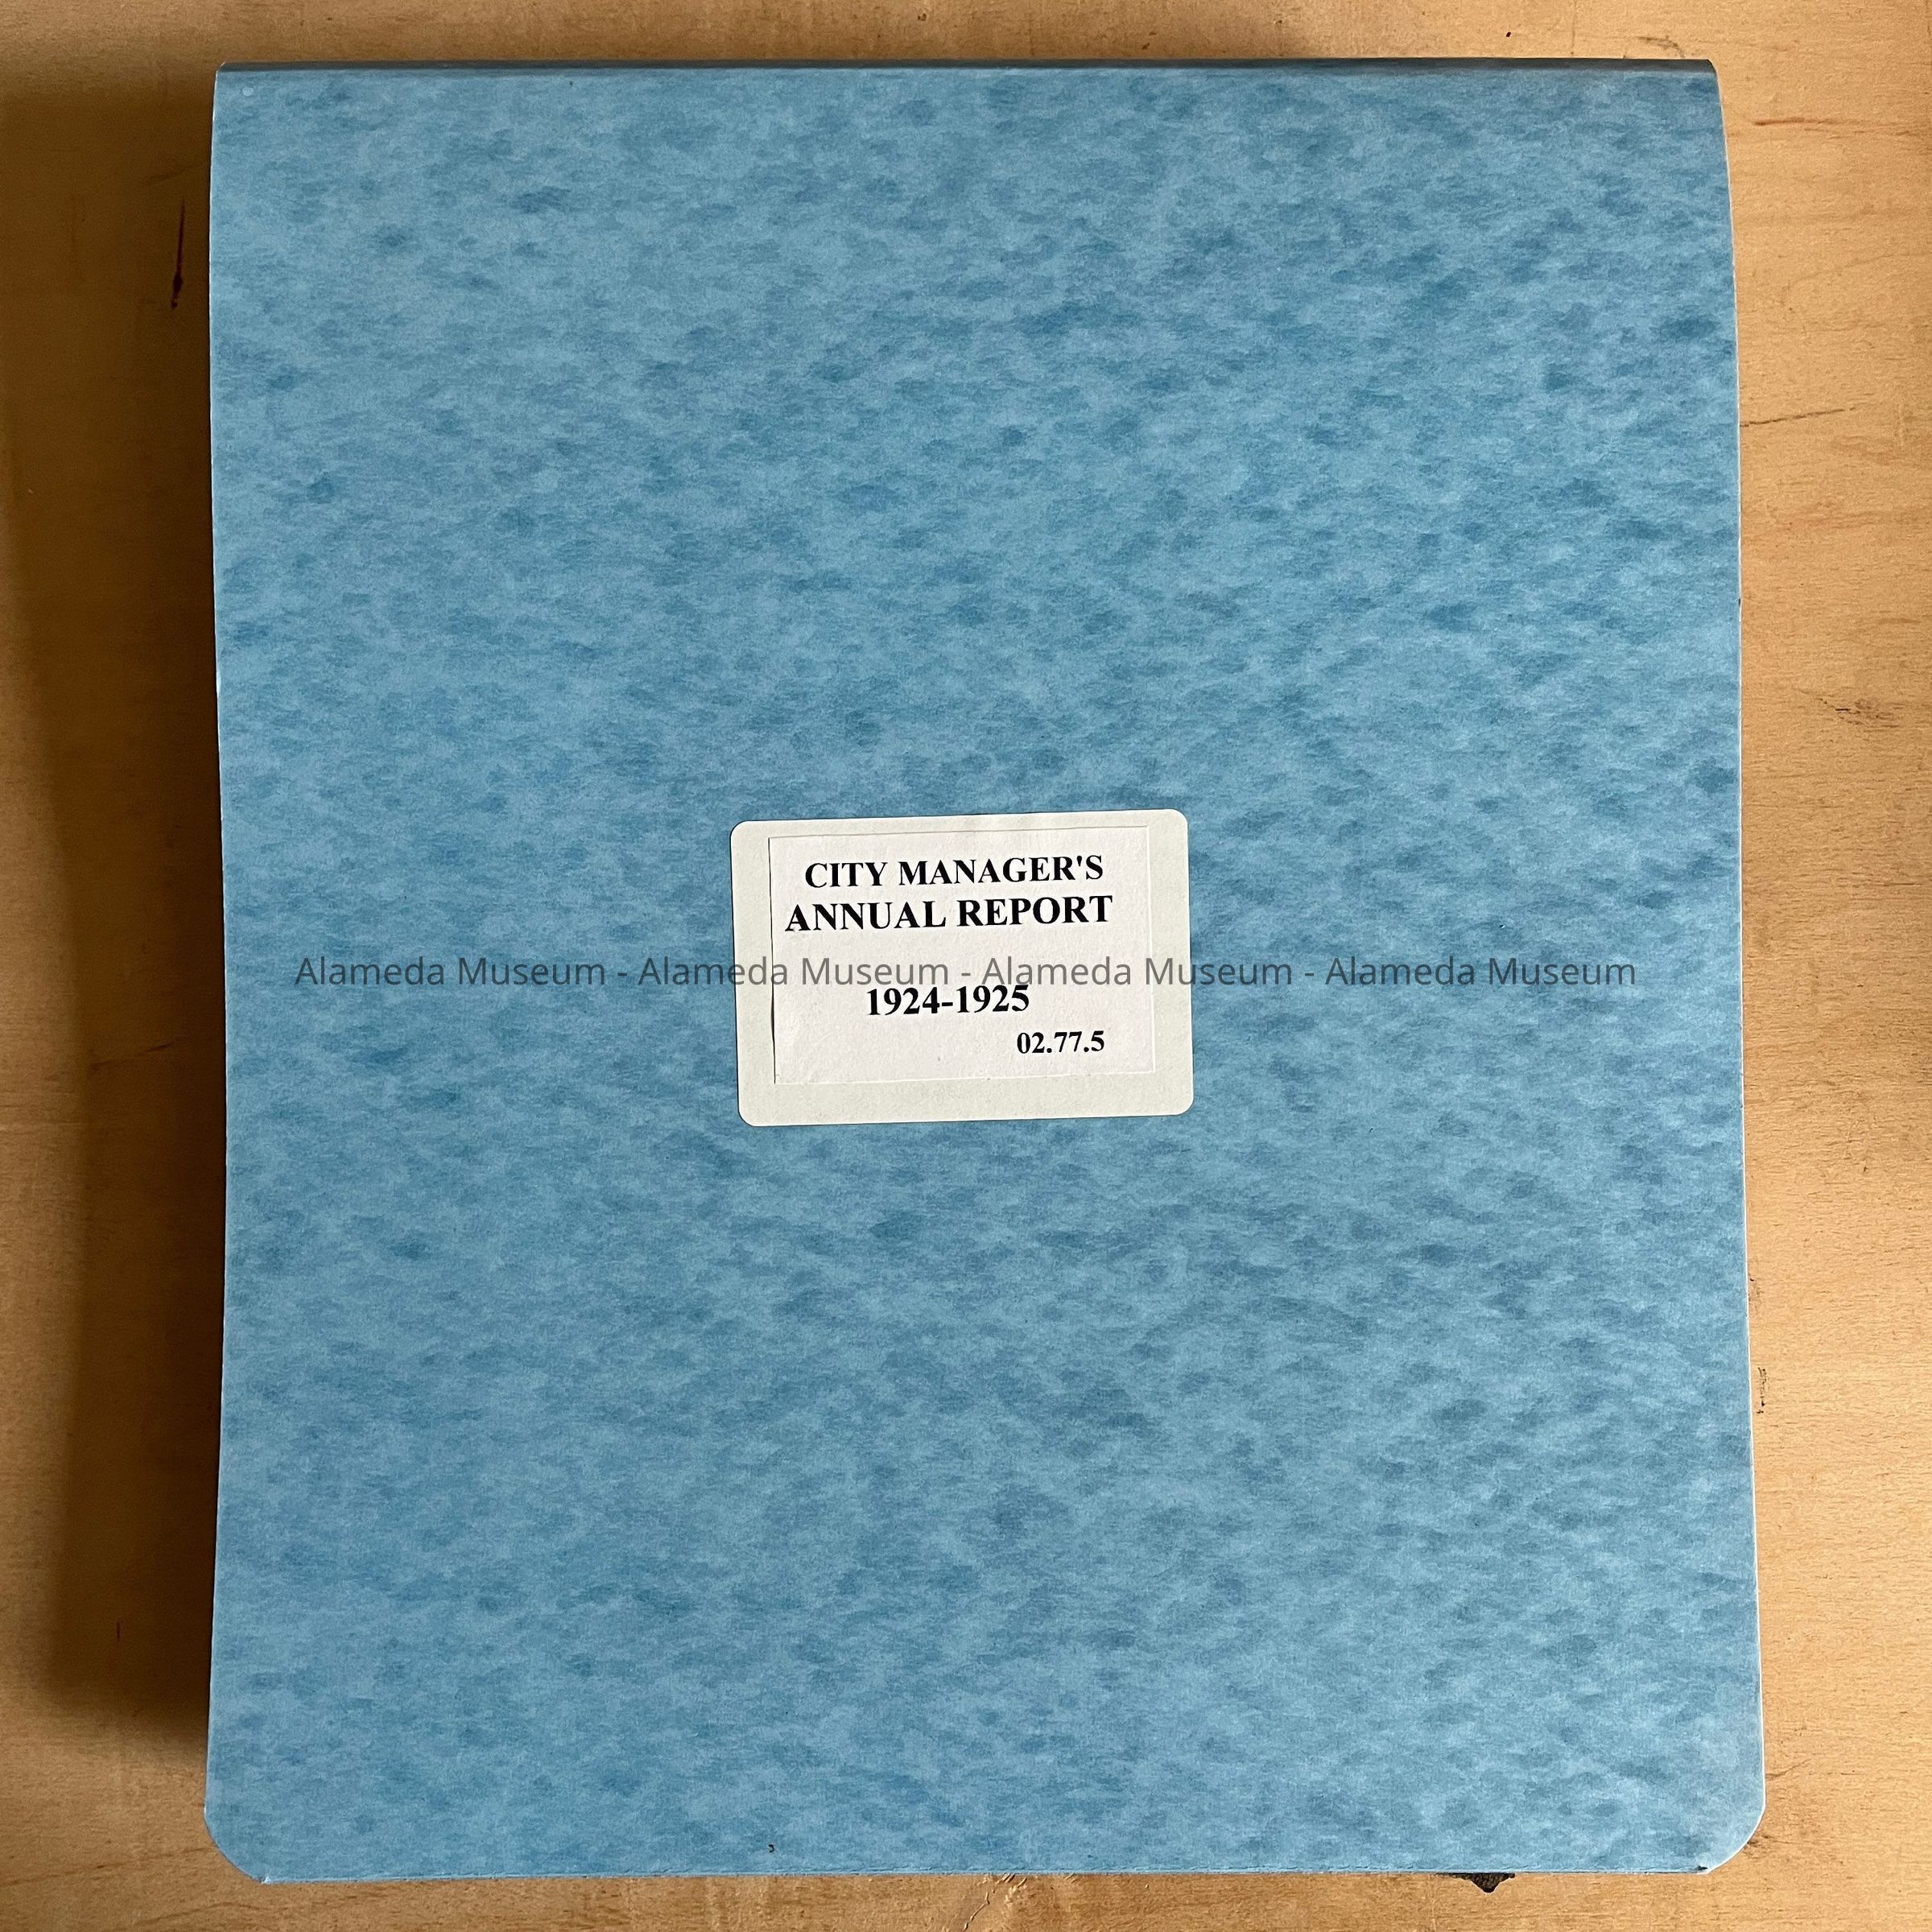 CITY MANAGER'S
ANNUAL REPORT
Alameda Museum - Alameda Museum - Alameda Museum - Alameda Museum
1924-1925
02.77.5